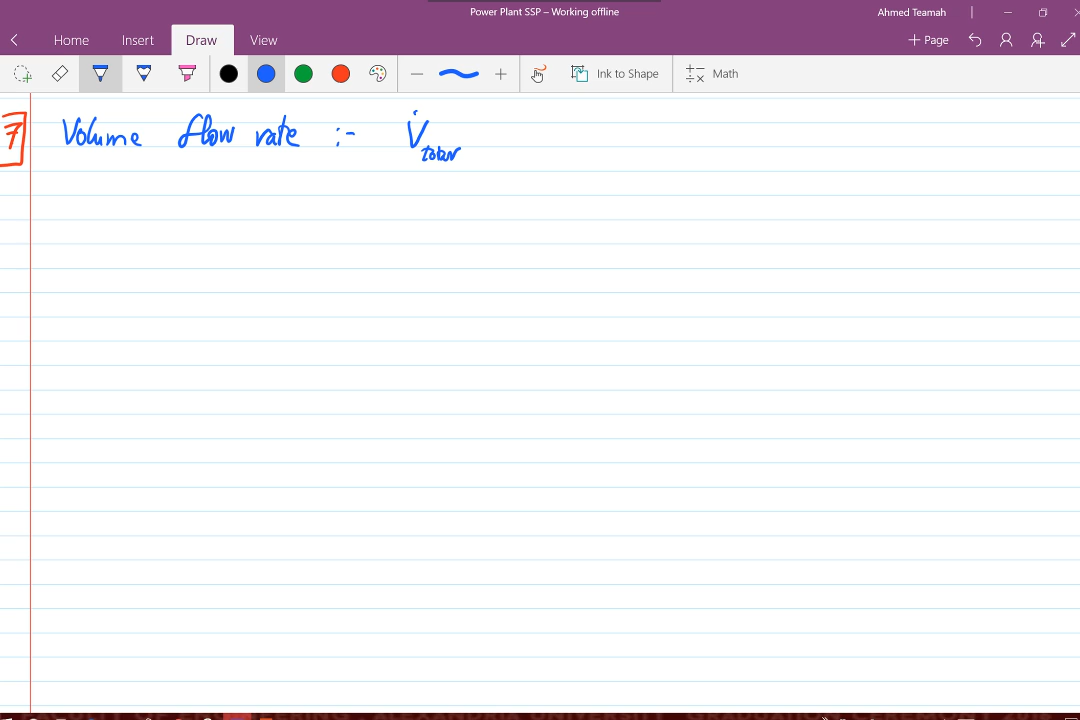 Power Plant SSP – Working offline
Ahmed Teamah
Home Insert Draw View
+ Page
Ink to Shape
Math
7 Volume flow rate :- V̇total